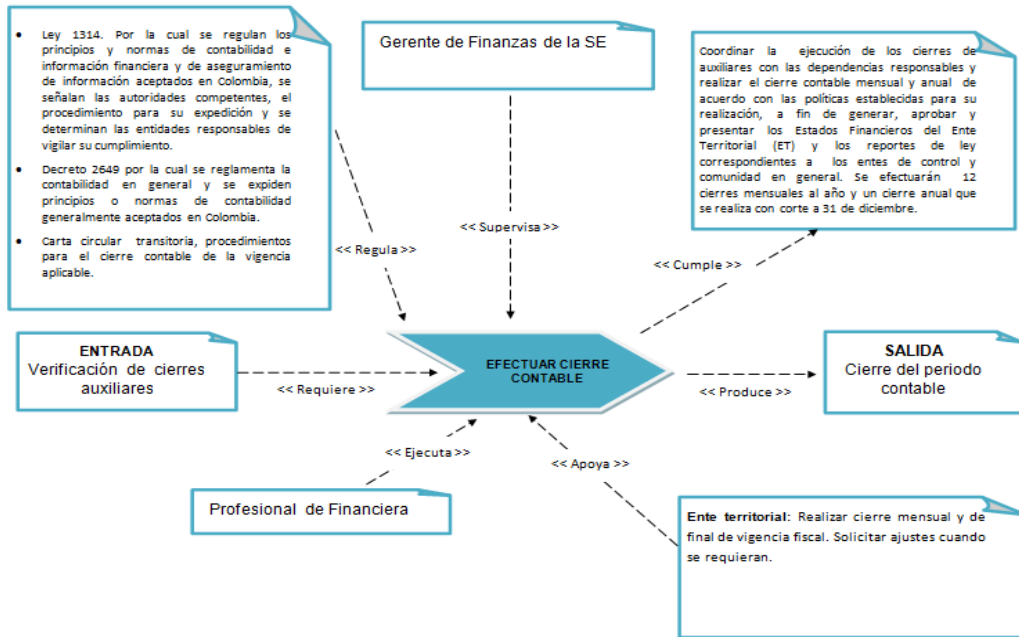 • Ley 1314. Por la cual se regulan los
principios y normas de contabilidad e
información financiera y de aseguramiento
de información aceptados en Colombia, se
señalan las autoridades competentes, el
procedimiento para su expedición y se
determinan las entidades responsables de
vigilar su cumplimiento.
• Decreto 2649 por la cual se reglamenta la
contabilidad en general y se expiden
principios o normas de contabilidad
generalmente aceptados en Colombia.
• Carta circular transitoria, procedimientos
para el cierre contable de la vigencia
aplicable.
Gerente de Finanzas de la SE
Coordinar la ejecución de los cierres de
auxiliares con las dependencias responsables y
realizar el cierre contable mensual y anual de
acuerdo con las políticas establecidas para su
realización, a fin de generar, aprobar y
presentar los Estados Financieros del Ente
Territorial (ET) y los reportes de ley
correspondientes a los entes de control y
comunidad en general. Se efectuarán 12
cierres mensuales al año y un cierre anual que
se realiza con corte a 31 de diciembre.
<< Regula >>
<< Supervisa >>
<< Cumple >>
ENTRADA
Verificación de cierres
auxiliares
<< Requiere >>
EFECTUAR CIERRE
CONTABLE
<< Produce >>
SALIDA
Cierre del periodo
contable
<< Ejecuta >>
<< Apoya >>
Profesional de Financiera
Ente territorial: Realizar cierre mensual y de
final de vigencia fiscal. Solicitar ajustes cuando
se requieran.